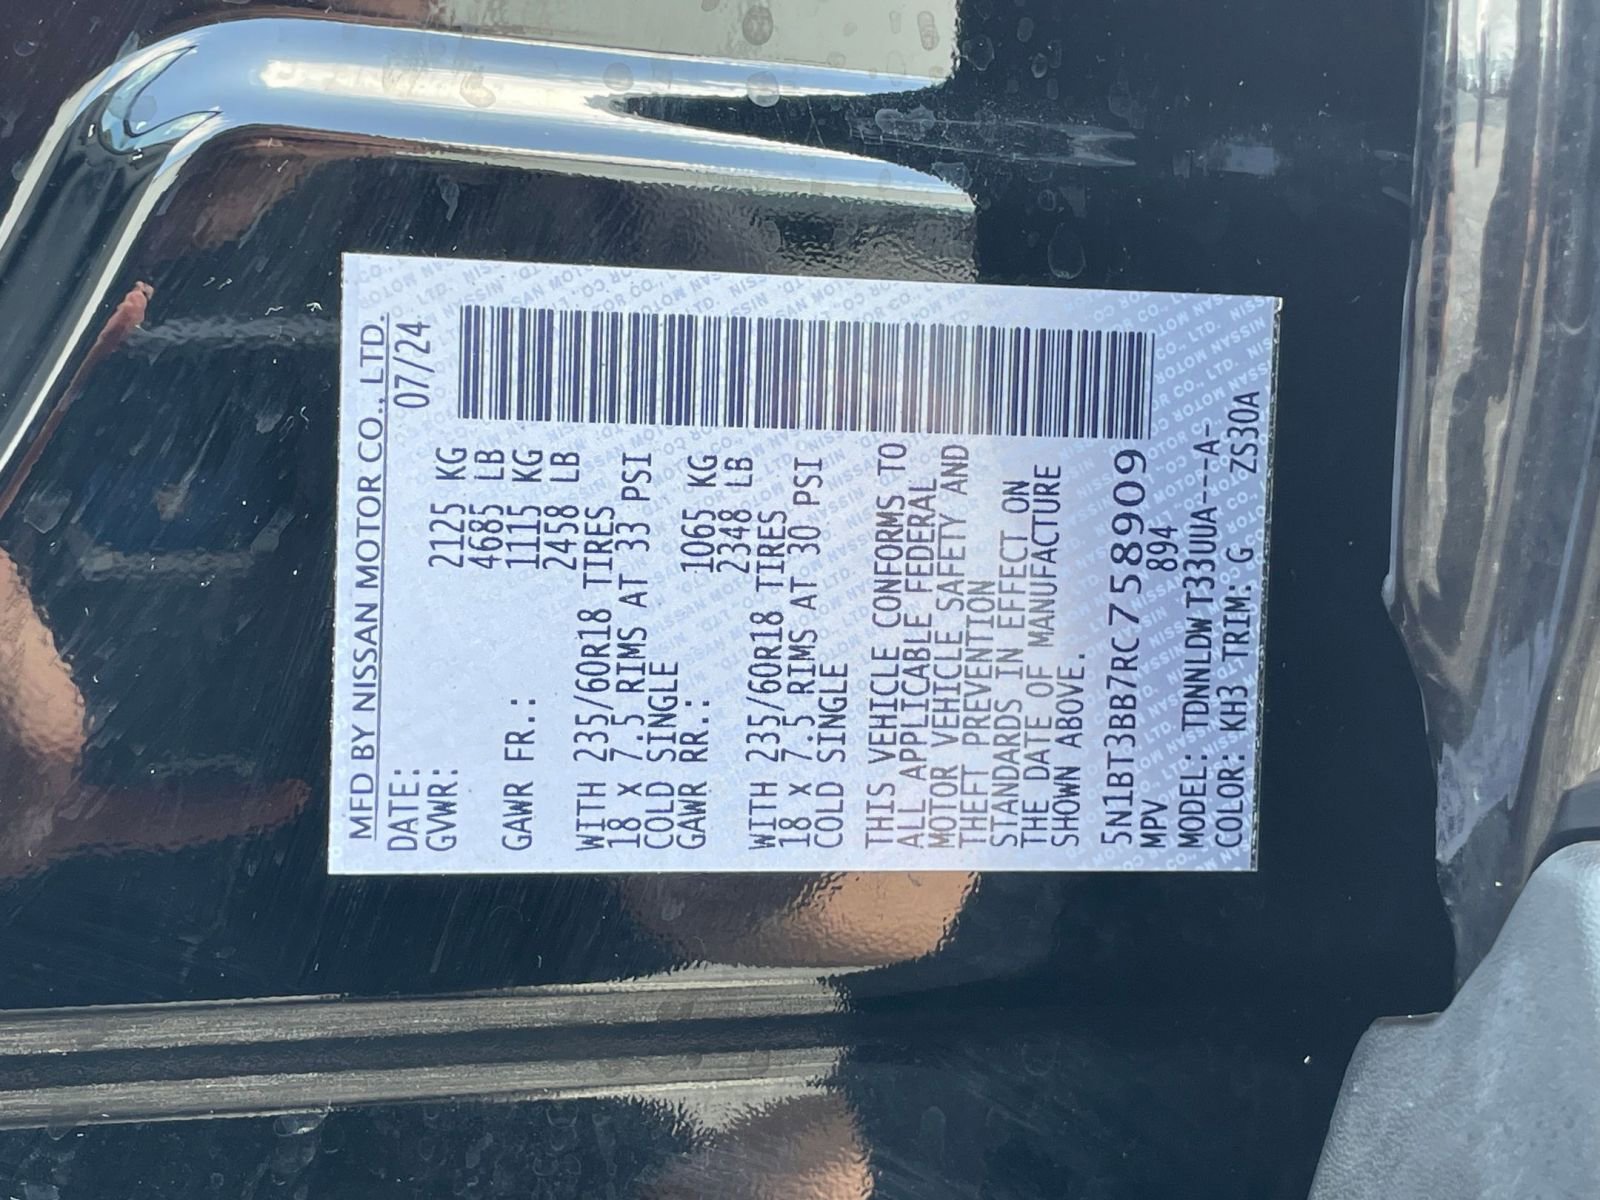 MFD BY NISSAN MOTOR CO., LTD.
DATE: 07/24
GVWR: 2125 KG
4685 LB
GAWR FR.: 1115 KG
2458 LB
WITH 235/60R18 TIRES
18 X 7.5 RIMS AT 33 PSI
COLD SINGLE
GAWR RR.: 1065 KG
2348 LB
WITH 235/60R18 TIRES
18 X 7.5 RIMS AT 30 PSI
COLD SINGLE
THIS VEHICLE CONFORMS TO
ALL APPLICABLE FEDERAL
MOTOR VEHICLE SAFETY AND
THEFT PREVENTION
STANDARDS IN EFFECT ON
THE DATE OF MANUFACTURE
SHOWN ABOVE.
5N1BT3BB7RC758909
MPV 894
MODEL: TDNNLDWT33UUA---A-
COLOR: KH3 TRIM: G ZS30A